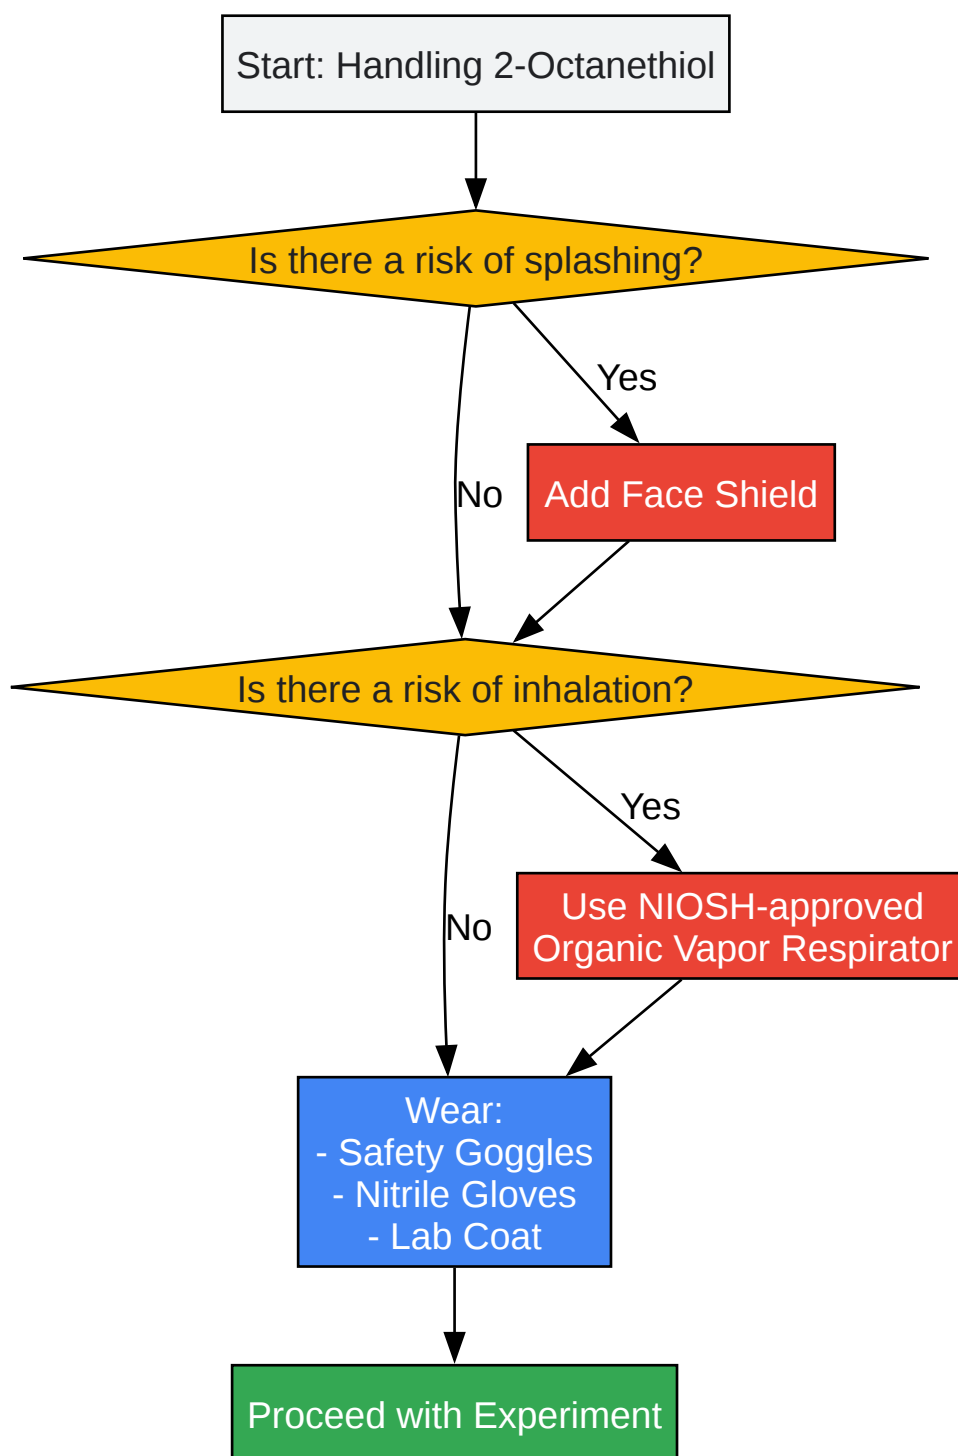 Start: Handling 2-Octanethiol
Is there a risk of splashing?
Yes
No
Add Face Shield
Is there a risk of inhalation?
Yes
No
Use NIOSH-approved
Organic Vapor Respirator
Wear:
- Safety Goggles
- Nitrile Gloves
- Lab Coat
Proceed with Experiment